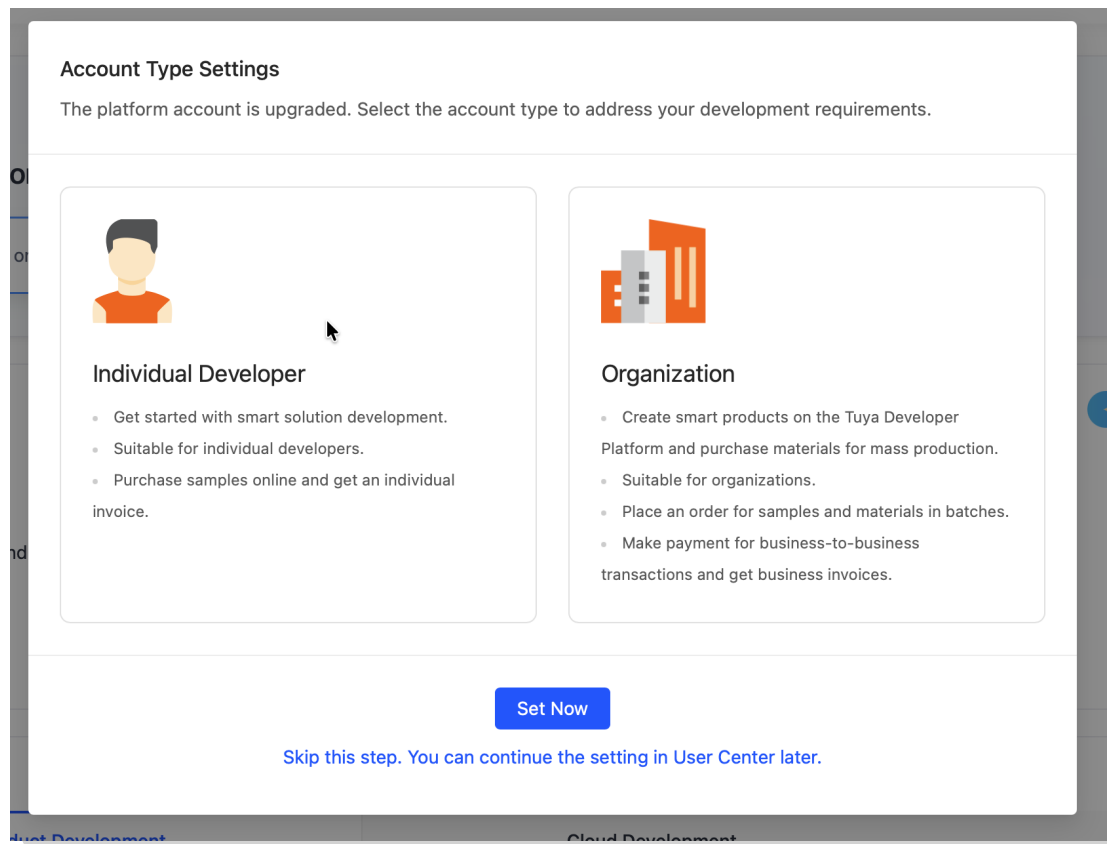 Account Type Settings
The platform account is upgraded. Select the account type to address your development requirements.
Individual Developer
Get started with smart solution development.
Suitable for individual developers.
Purchase samples online and get an individual
invoice.
Organization
Create smart products on the Tuya Developer
Platform and purchase materials for mass production.
Suitable for organizations.
Place an order for samples and materials in batches.
Make payment for business-to-business
transactions and get business invoices.
Set Now
Skip this step. You can continue the setting in User Center later.
Development
Cloud Development